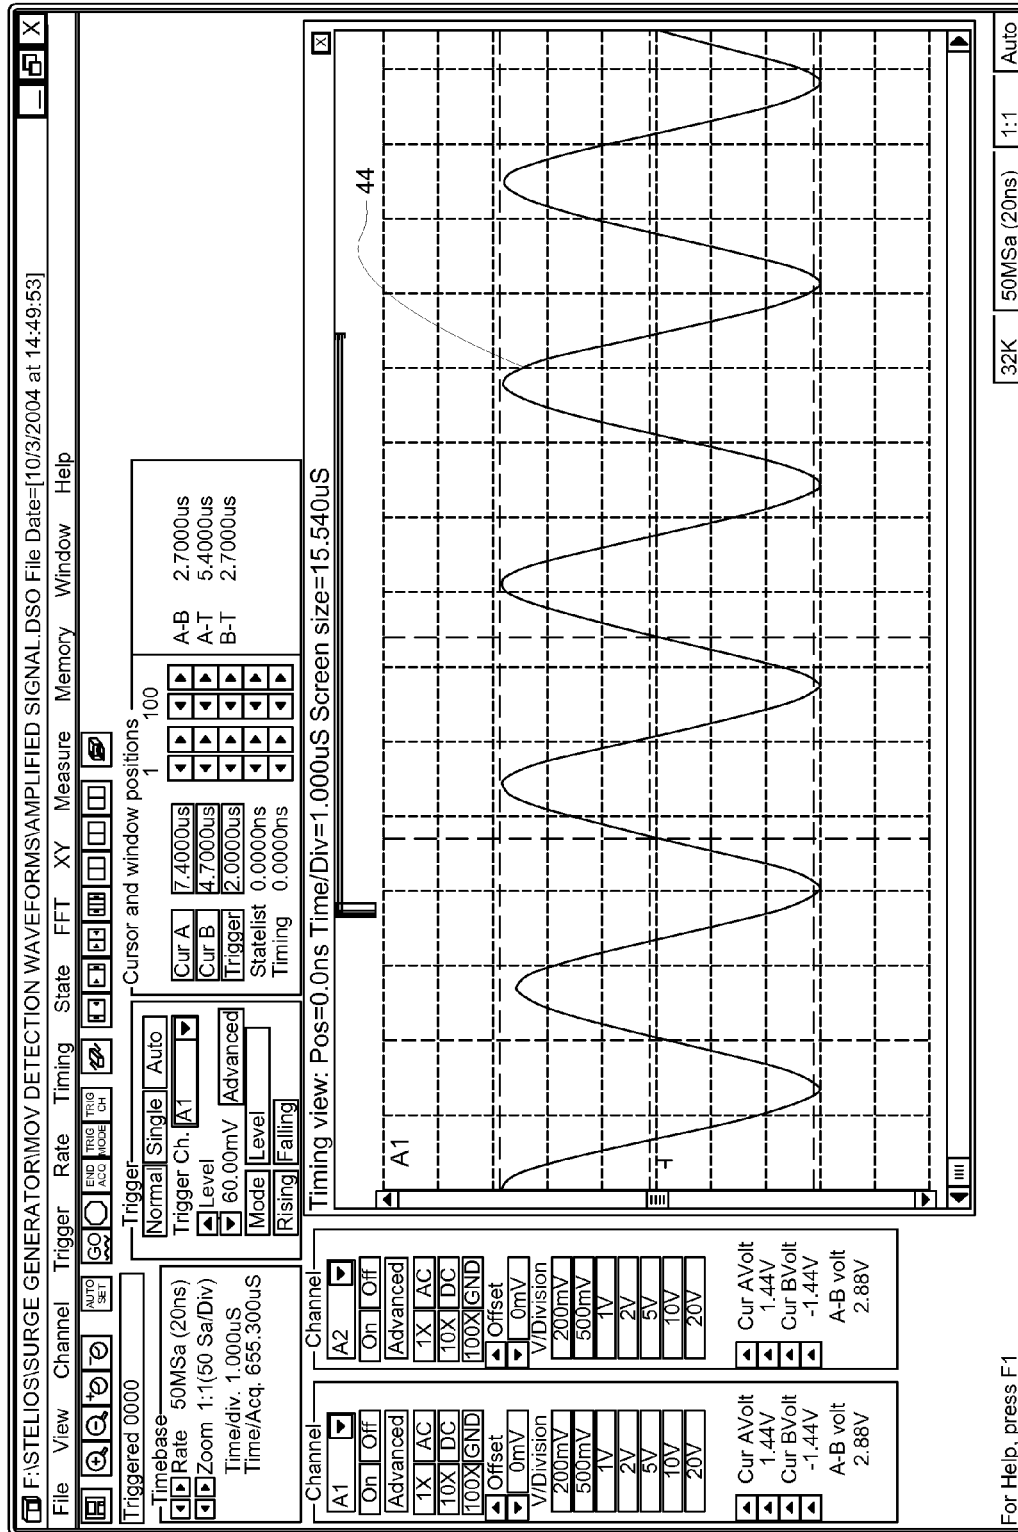 F:\STELIOS\SURGE GENERATOR\MOV DETECTION WAVEFORMS\AMPLIFIED SIGNAL.DSO File Date=[10/3/2004 at 14:49:53]
_ X
File View Channel Trigger Rate Timing State FFT XY Measure Memory Window Help
AUTO SET GO END ACQ TRIG MODE TRIG CH
Triggered 0000
Timebase
Rate 50MSa (20ns)
Zoom 1:1(50 Sa/Div)
Time/div. 1.000uS
Time/Acq. 655.300uS
Trigger
Normal Single Auto
Trigger Ch. A1
Level
60.00mV Advanced
Mode Level
Rising Falling
Cursor and window positions
1 100
Cur A 7.4000us
Cur B 4.7000us
Trigger 2.0000us
Statelist 0.0000ns
Timing 0.0000ns
A-B 2.7000us
A-T 5.4000us
B-T 2.7000us
Channel
A1
On Off
Advanced
1X AC
10X DC
100X GND
Offset
0mV
V/Division
200mV
500mV
1V
2V
5V
10V
20V
Cur AVolt
1.44V
Cur BVolt
-1.44V
A-B volt
2.88V
Channel
A2
On Off
Advanced
1X AC
10X DC
100X GND
Offset
0mV
V/Division
200mV
500mV
1V
2V
5V
10V
20V
Cur AVolt
1.44V
Cur BVolt
-1.44V
A-B volt
2.88V
Timing view: Pos=0.0ns Time/Div=1.000uS Screen size=15.540uS
X
44
A1
T
For Help, press F1
32K 50MSa (20ns) 1:1 Auto